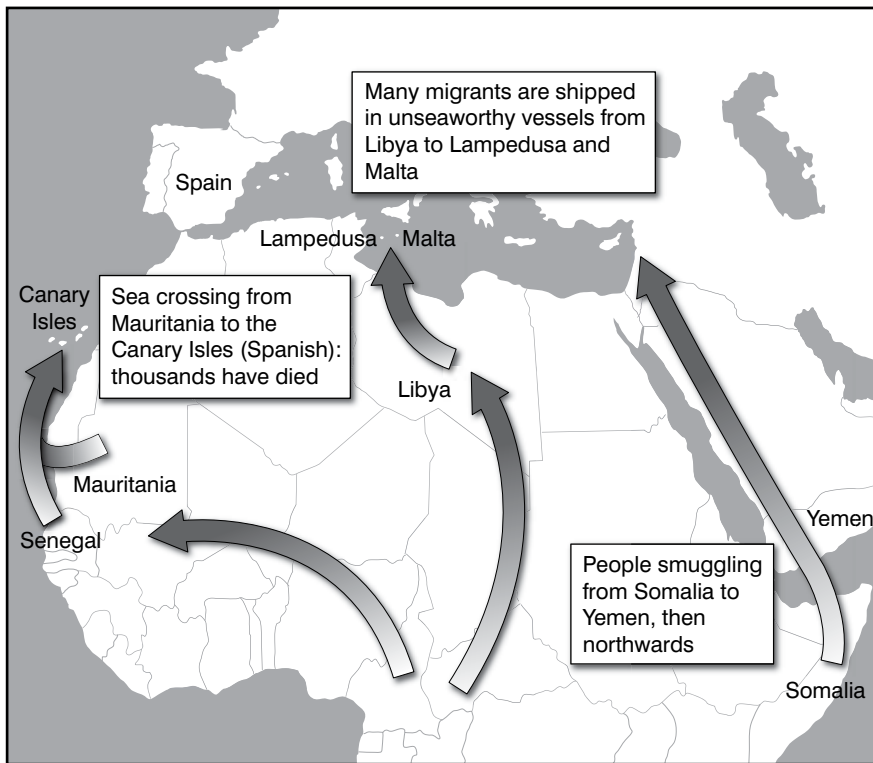 Many migrants are shipped
in unseaworthy vessels from
Libya to Lampedusa and
Malta
Spain
Lampedusa
Malta
Canary
Isles
Sea crossing from
Mauritania to the
Canary Isles (Spanish):
thousands have died
Libya
Mauritania
Senegal
Yemen
People smuggling
from Somalia to
Yemen, then
northwards
Somalia